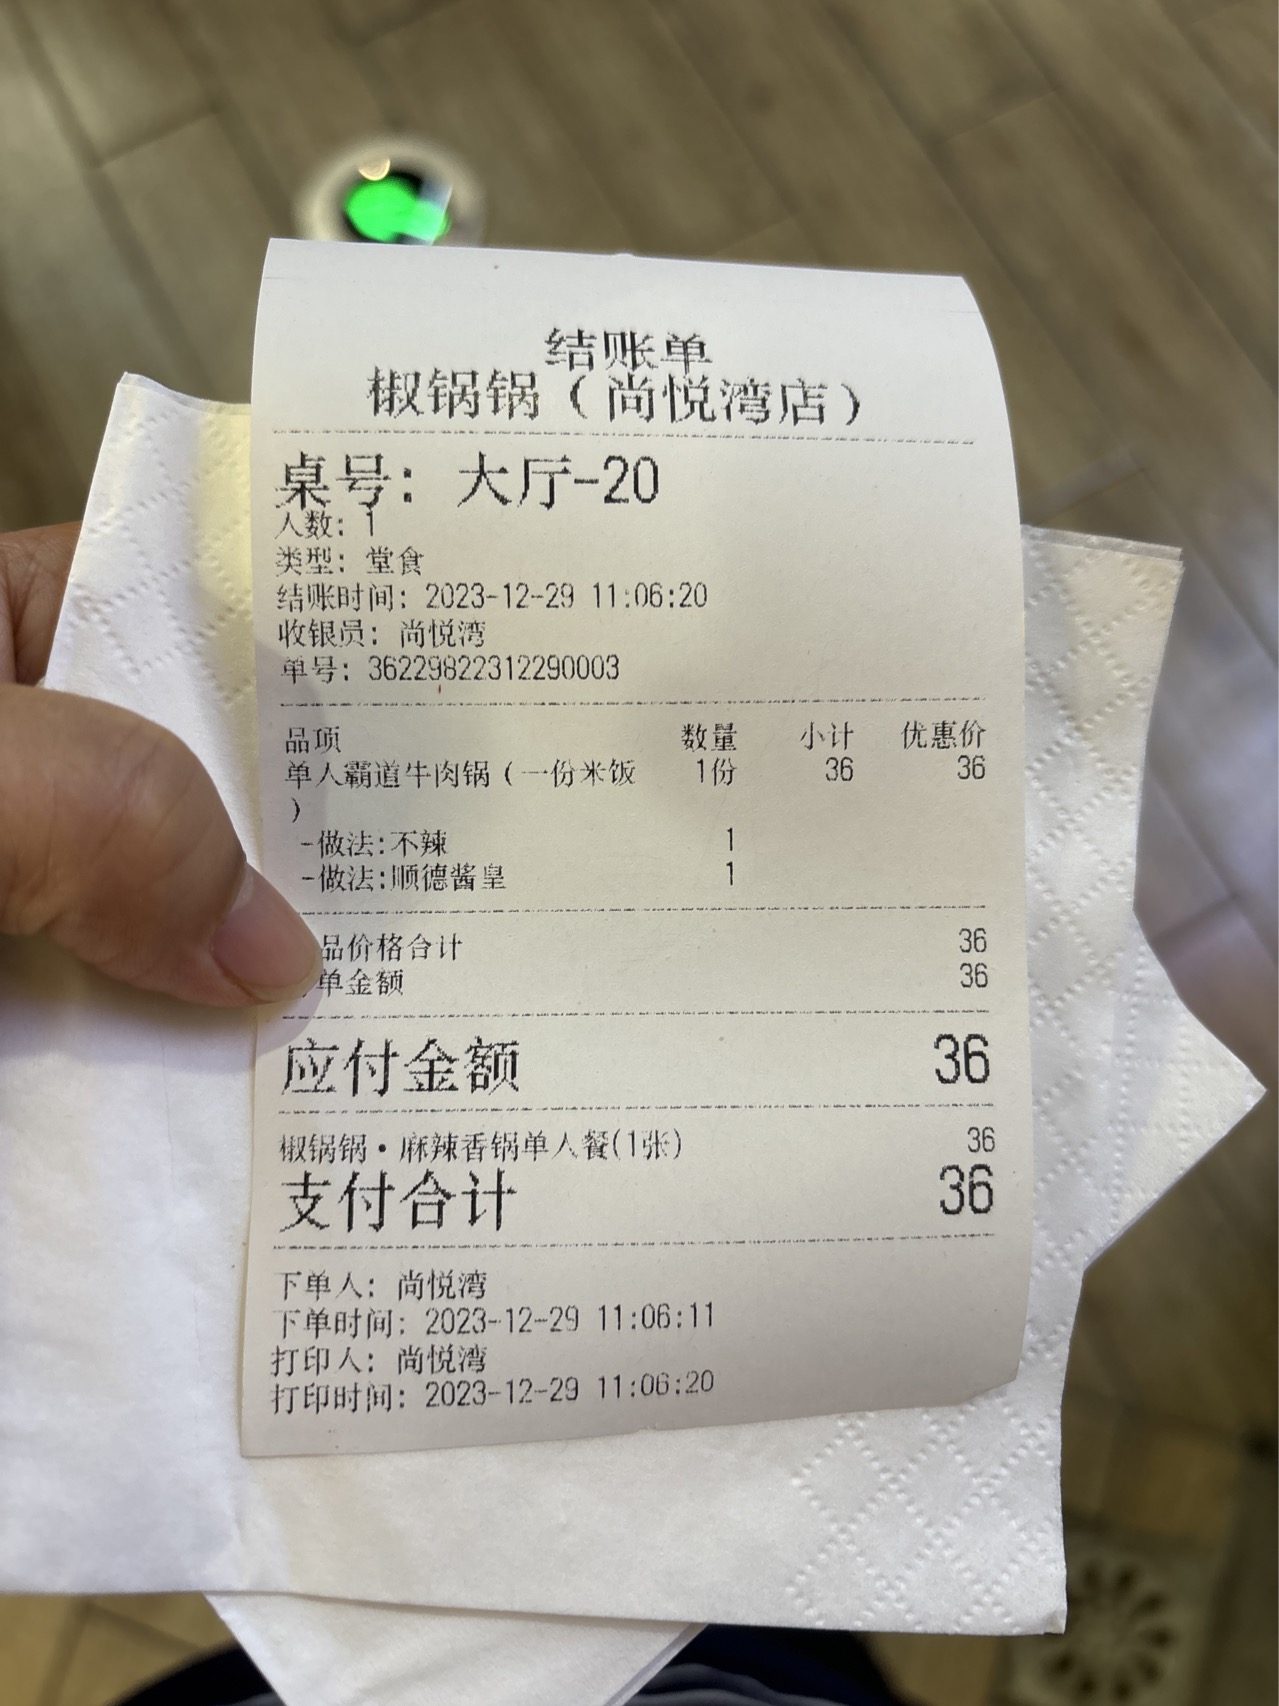 结账单
椒锅锅（尚悦湾店）
桌号：大厅-20
人数：1
类型：堂食
结账时间：2023-12-29 11:06:20
收银员：尚悦湾
单号：36229822312290003
品项 数量 小计 优惠价
单人霸道牛肉锅（一份米饭 1份 36 36
）
-做法:不辣 1
-做法:顺德酱皇 1
品价格合计 36
单金额 36
应付金额 36
椒锅锅·麻辣香锅单人餐(1张) 36
支付合计 36
下单人：尚悦湾
下单时间：2023-12-29 11:06:11
打印人：尚悦湾
打印时间：2023-12-29 11:06:20